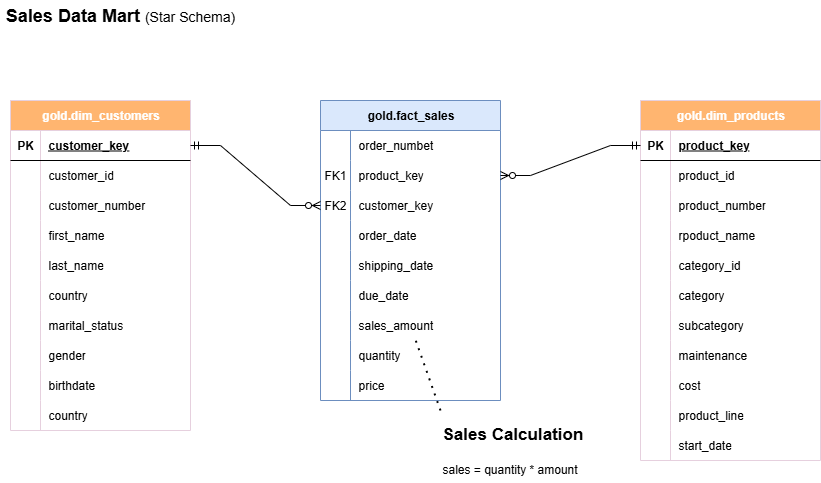 Sales Data Mart (Star Schema)
gold.dim_customers
PK customer_key
customer_id
customer_number
first_name
last_name
country
marital_status
gender
birthdate
country
gold.fact_sales
order_numbet
FK1 product_key
FK2 customer_key
order_date
shipping_date
due_date
sales_amount
quantity
price
Sales Calculation
sales = quantity * amount
gold.dim_products
PK product_key
product_id
product_number
rpoduct_name
category_id
category
subcategory
maintenance
cost
product_line
start_date